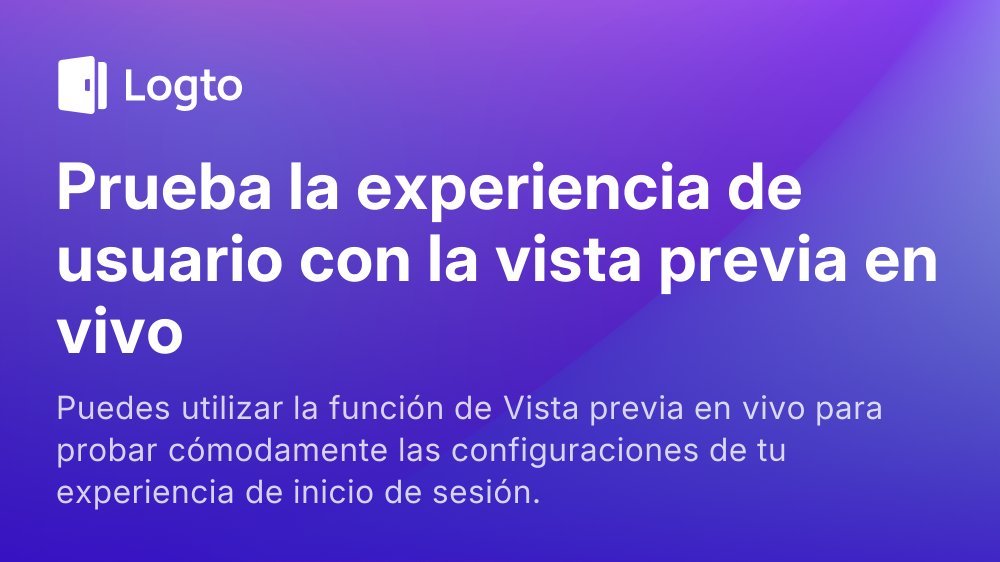 Logto
Prueba la experiencia de
usuario con la vista previa en
vivo
Puedes utilizar la función de Vista previa en vivo para
probar cómodamente las configuraciones de tu
experiencia de inicio de sesión.